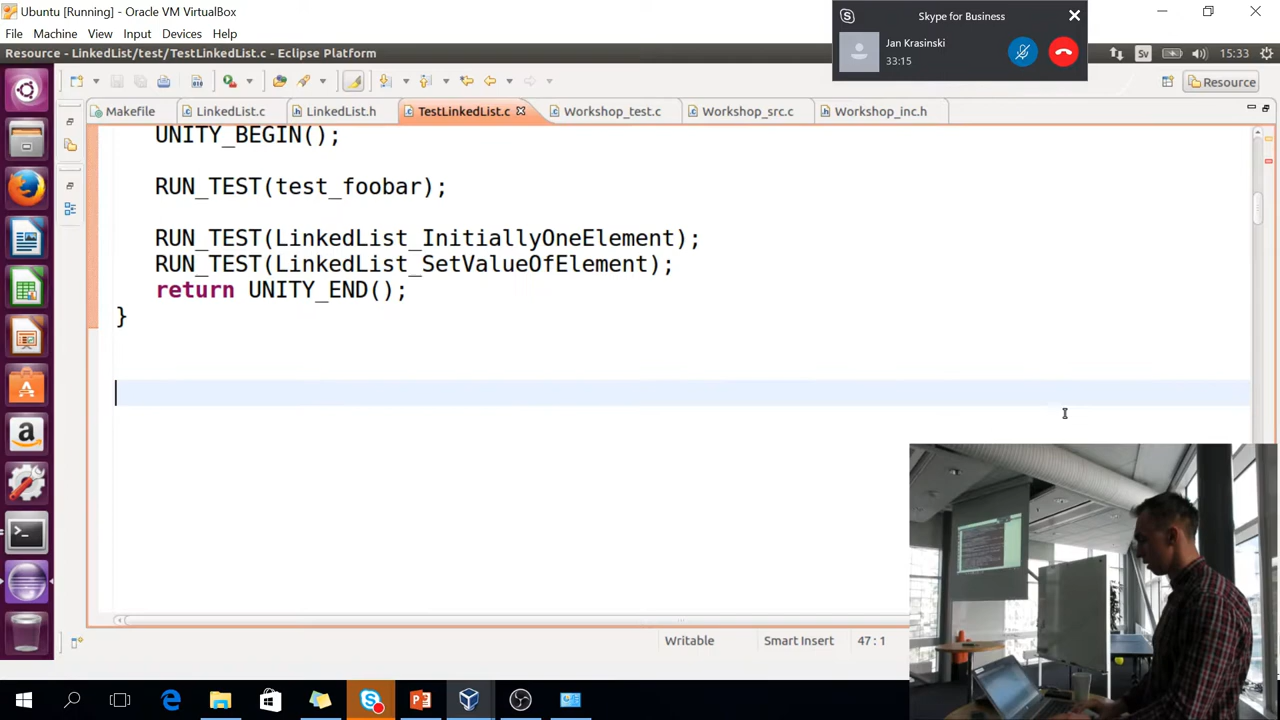 Ubuntu [Running] - Oracle VM VirtualBox
File Machine View Input Devices Help
Skype for Business
Jan Krasinski
33:15
Resource - LinkedList/test/TestLinkedList.c - Eclipse Platform
Sv
15:33
Resource
Makefile
LinkedList.c
LinkedList.h
TestLinkedList.c
Workshop_test.c
Workshop_src.c
Workshop_inc.h
UNITY_BEGIN();
RUN_TEST(test_foobar);
RUN_TEST(LinkedList_InitiallyOneElement);
RUN_TEST(LinkedList_SetValueOfElement);
return UNITY_END();
}
Writable
Smart Insert
47 : 1